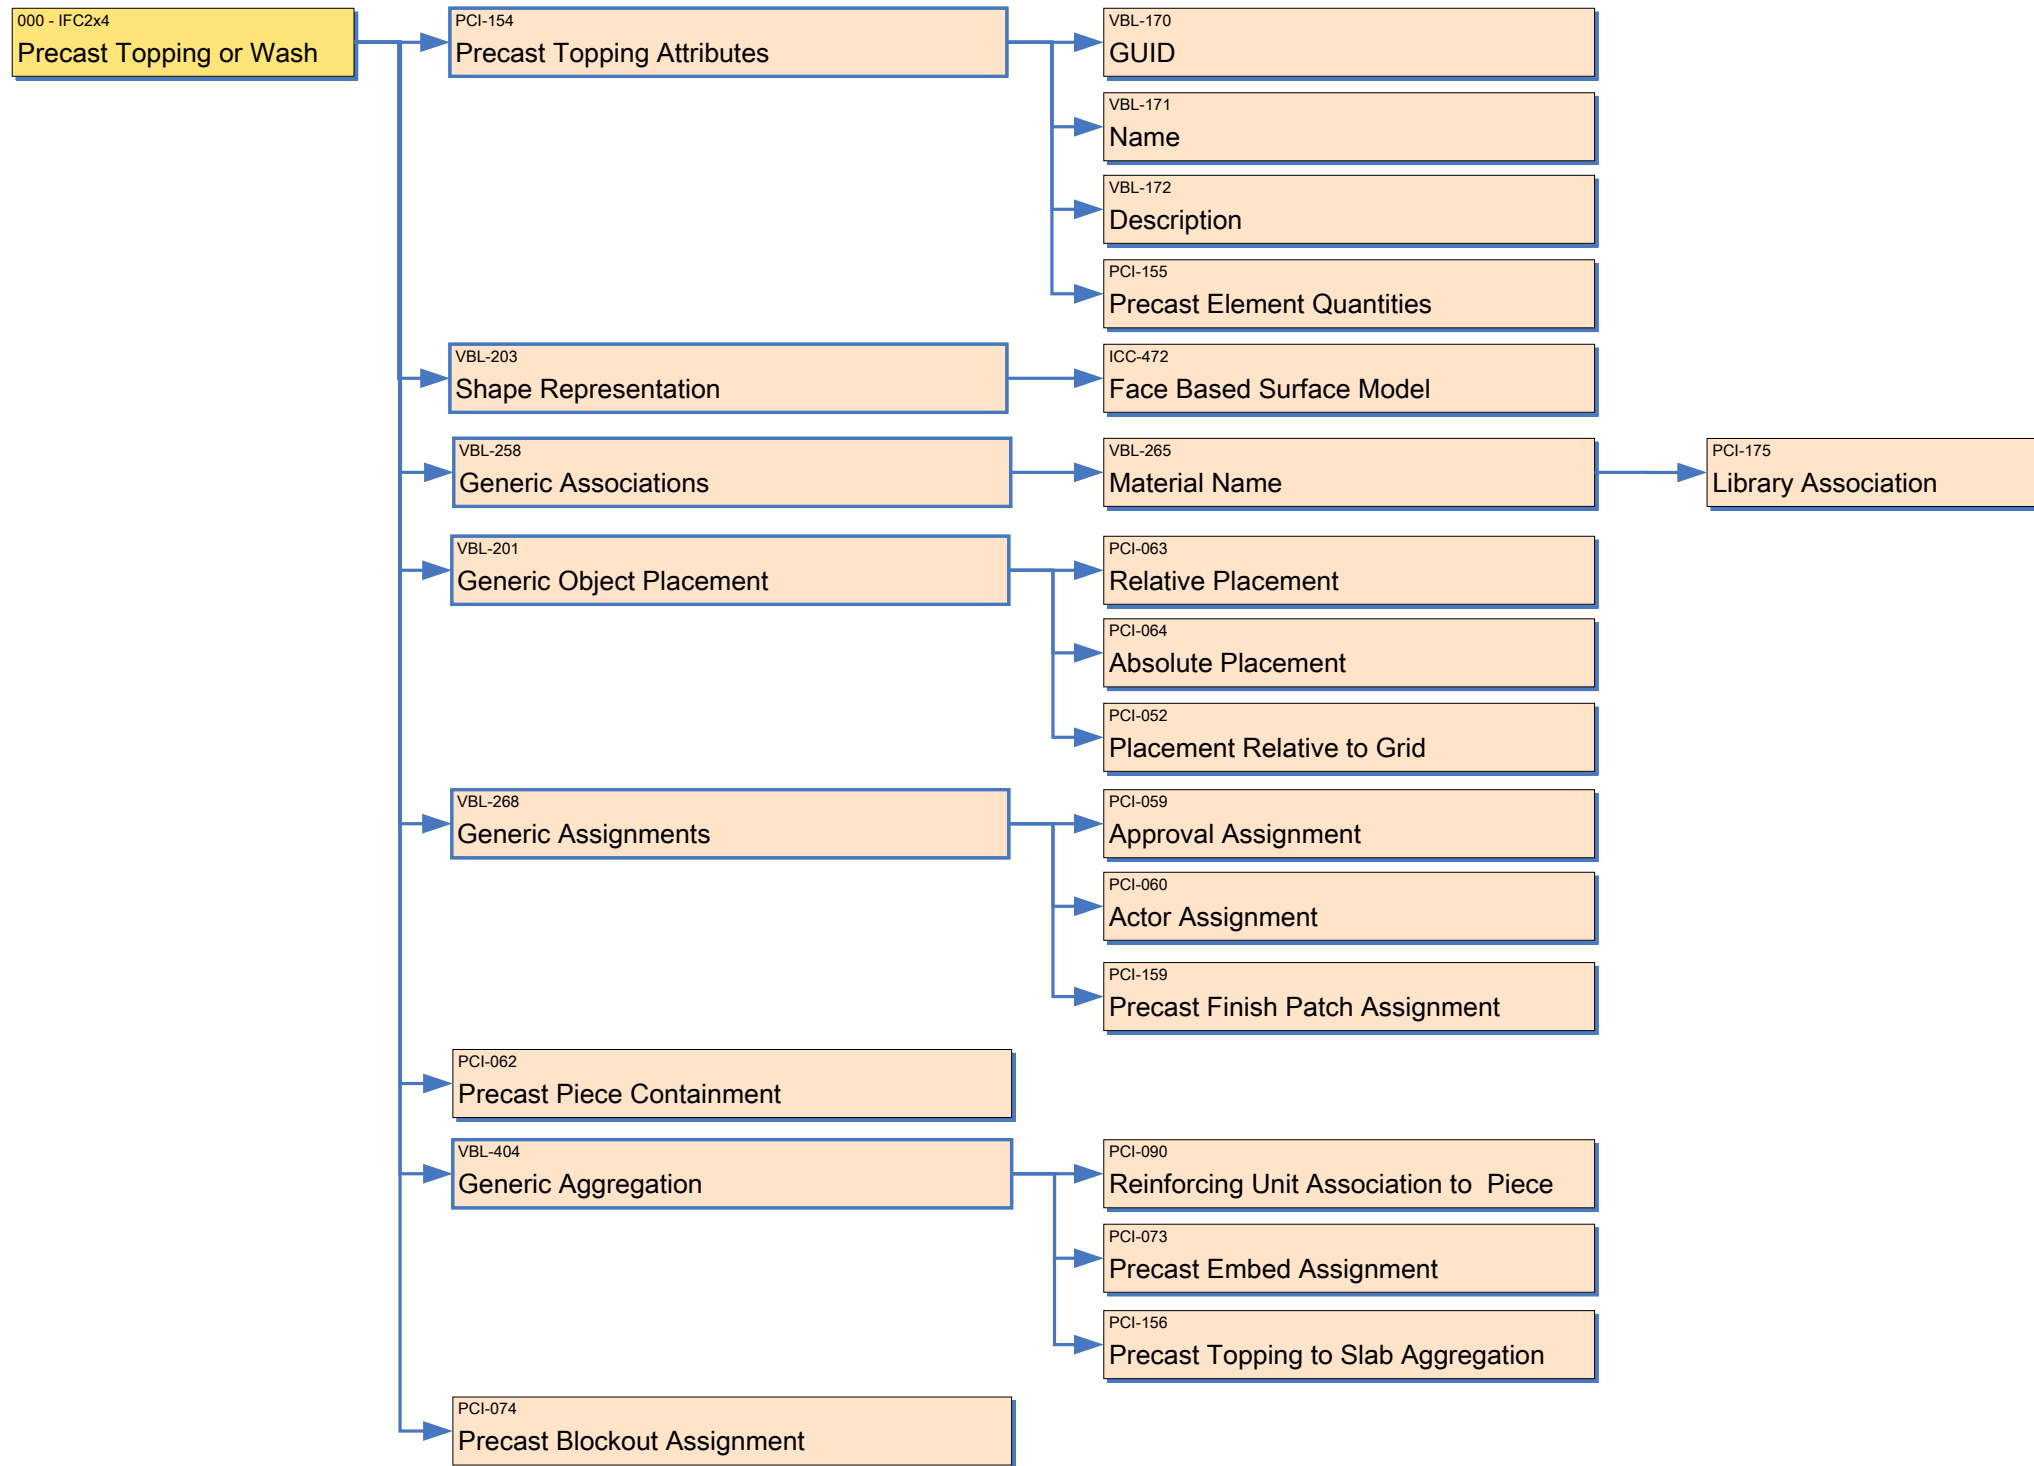 000 - IFC2x4
Precast Topping or Wash
PCI-154
Precast Topping Attributes
VBL-170
GUID
VBL-171
Name
VBL-172
Description
PCI-155
Precast Element Quantities
VBL-203
Shape Representation
ICC-472
Face Based Surface Model
VBL-258
Generic Associations
VBL-265
Material Name
PCI-175
Library Association
VBL-201
Generic Object Placement
PCI-063
Relative Placement
PCI-064
Absolute Placement
PCI-052
Placement Relative to Grid
VBL-268
Generic Assignments
PCI-059
Approval Assignment
PCI-060
Actor Assignment
PCI-159
Precast Finish Patch Assignment
PCI-062
Precast Piece Containment
VBL-404
Generic Aggregation
PCI-090
Reinforcing Unit Association to  Piece
PCI-073
Precast Embed Assignment
PCI-156
Precast Topping to Slab Aggregation
PCI-074
Precast Blockout Assignment